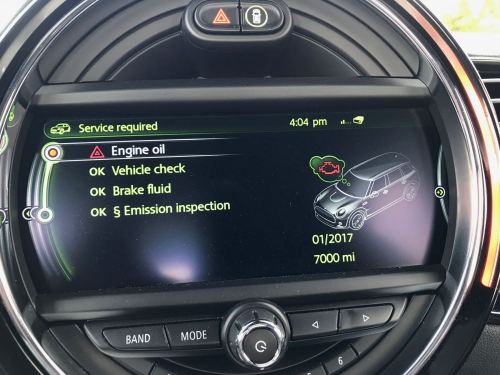 Service required 4:04 pm
Engine oil
OK Vehicle check
OK Brake fluid
OK § Emission inspection
01/2017
7000 mi
BAND MODE
6